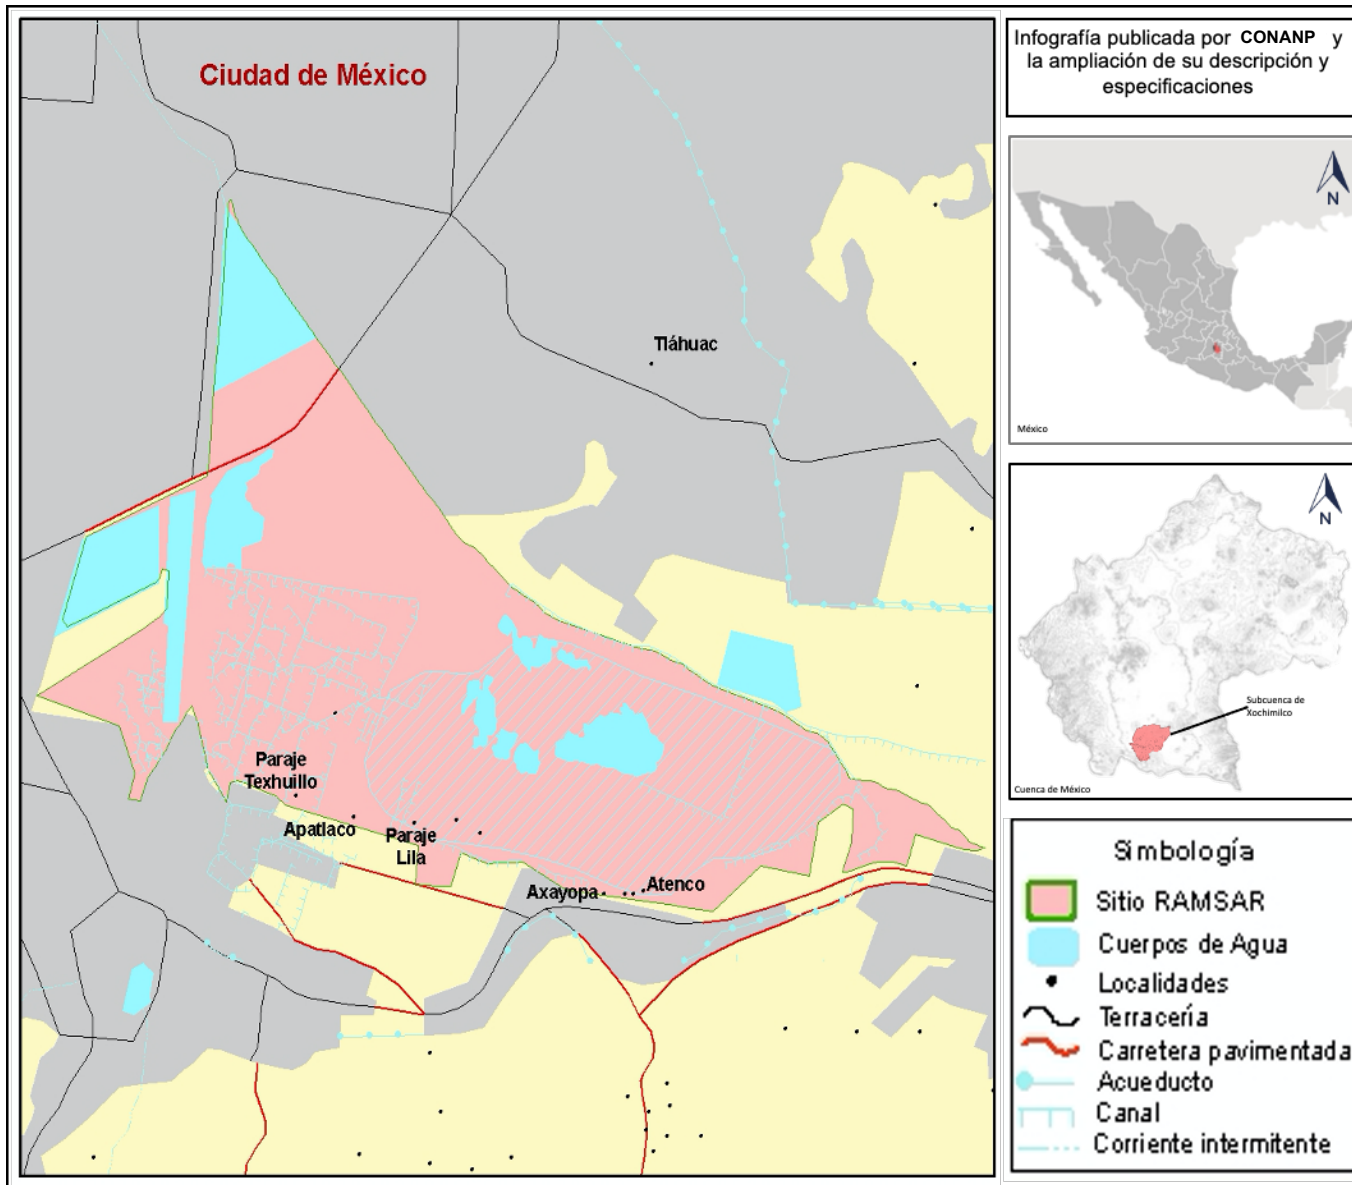 Ciudad de México
Tláhuac
Paraje
Texhuillo
Apatlaco
Paraje
Lila
Axayopa
Atenco
Infografía publicada por CONANP y
la ampliación de su descripción y
especificaciones
N
México
N
Subcuenca de
Xochimilco
Cuenca de México
Simbología
Sitio RAMSAR
Cuerpos de Agua
Localidades
Terracería
Carretera pavimentada
Acueducto
Canal
Corriente intermitente